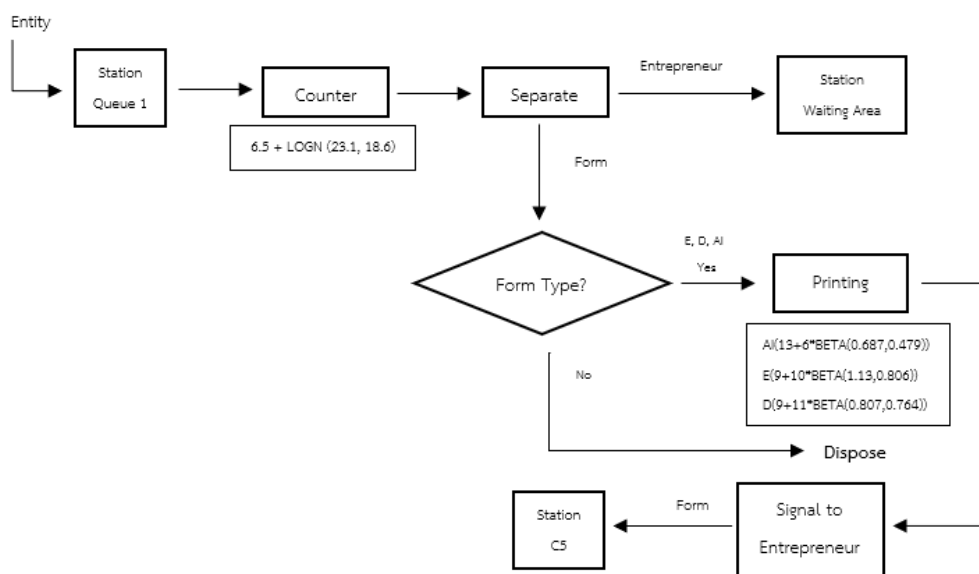 Entity
Station
Queue 1
Counter
6.5 + LOGN (23.1, 18.6)
Separate
Entrepreneur
Station
Waiting Area
Form
Form Type?
E, D, AI
Yes
Printing
AI(13+6*BETA(0.687,0.479))
E(9+10*BETA(1.13,0.806))
D(9+11*BETA(0.807,0.764))
No
Dispose
Signal to
Entrepreneur
Form
Station
C5